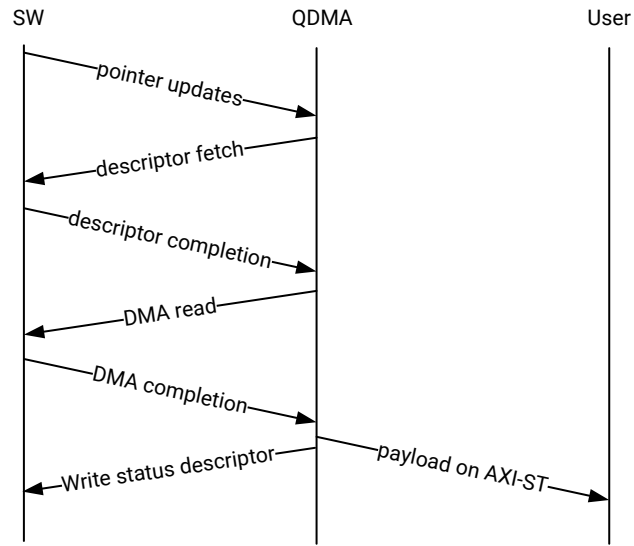 SW
QDMA
User
pointer updates
descriptor fetch
descriptor completion
DMA read
DMA completion
payload on AXI-ST
Write status descriptor